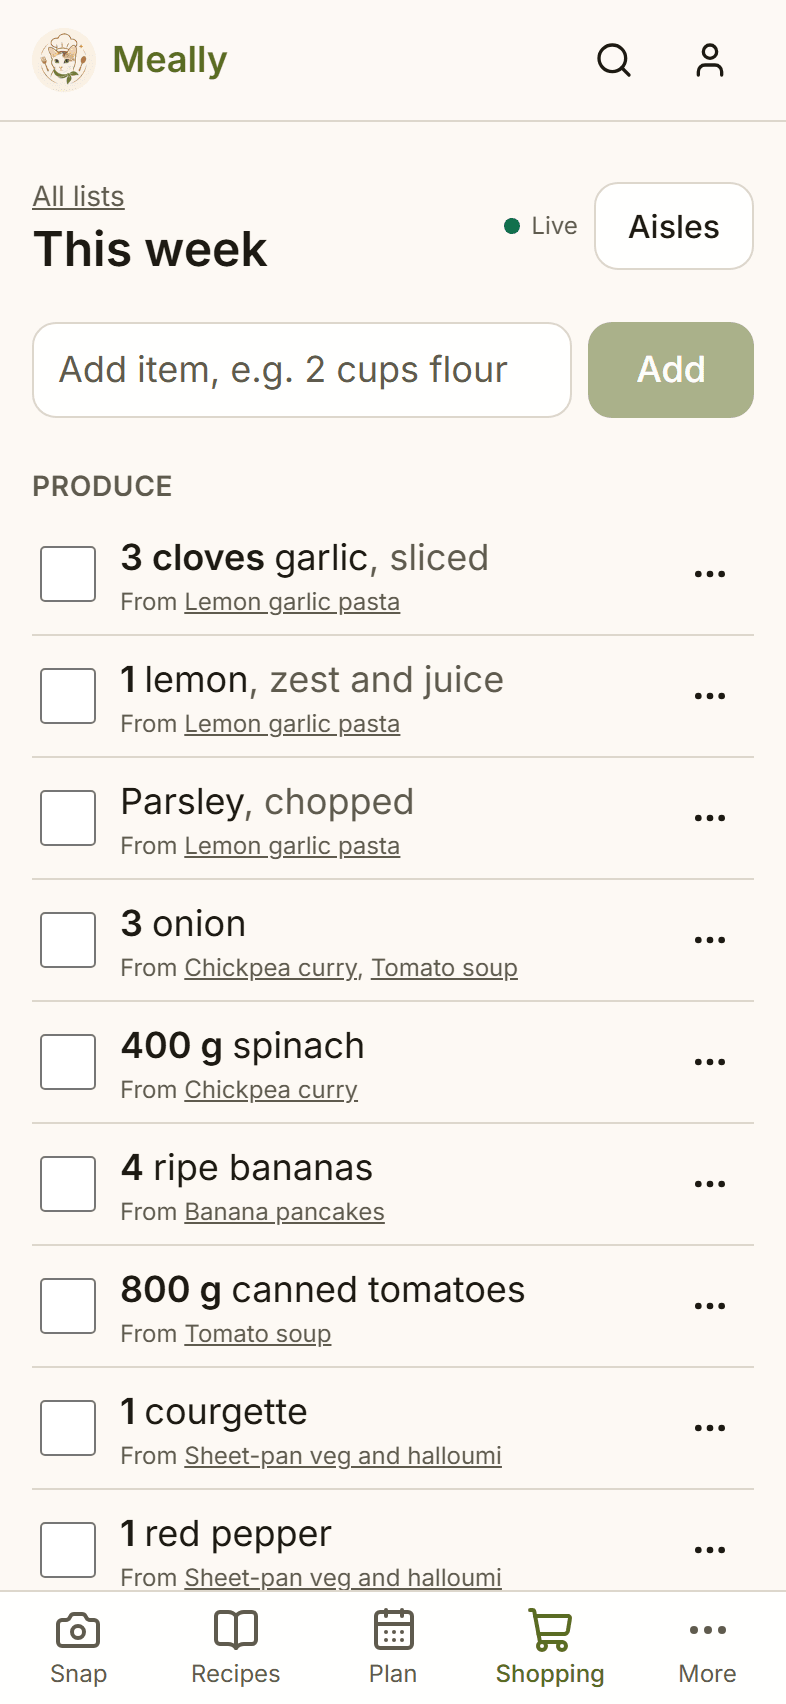 Meally
All lists
This week
Live
Aisles
Add item, e.g. 2 cups flour
Add
PRODUCE
3 cloves garlic, sliced
From Lemon garlic pasta
1 lemon, zest and juice
From Lemon garlic pasta
Parsley, chopped
From Lemon garlic pasta
3 onion
From Chickpea curry, Tomato soup
400 g spinach
From Chickpea curry
4 ripe bananas
From Banana pancakes
800 g canned tomatoes
From Tomato soup
1 courgette
From Sheet-pan veg and halloumi
1 red pepper
From Sheet-pan veg and halloumi
Snap
Recipes
Plan
Shopping
More